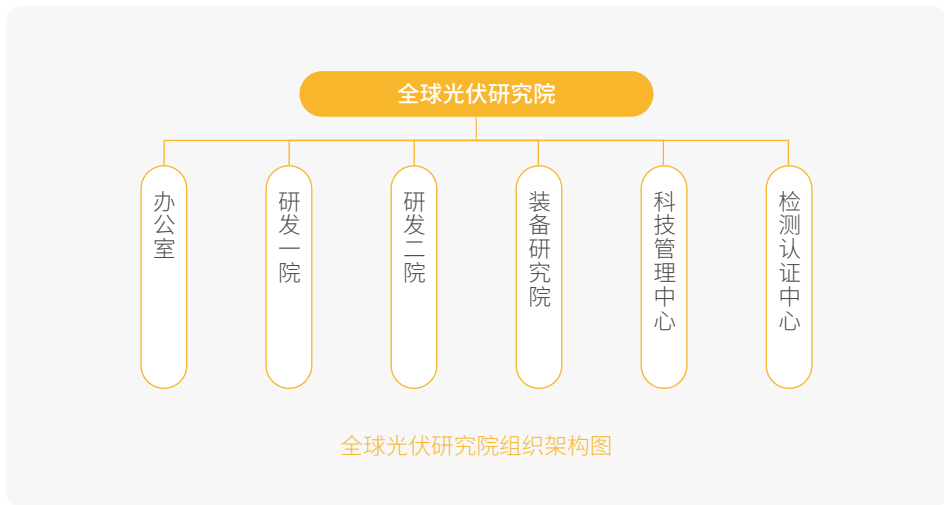 全球光伏研究院
办公室
研发一院
研发二院
装备研究院
科技管理中心
检测认证中心
全球光伏研究院组织架构图